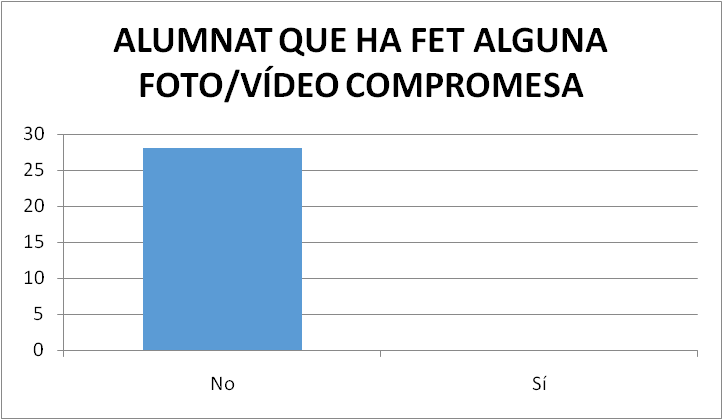 ALUMNAT QUE HA FET ALGUNA
FOTO/VÍDEO COMPROMESA
30
25
20
15
10
5
0
No
Sí